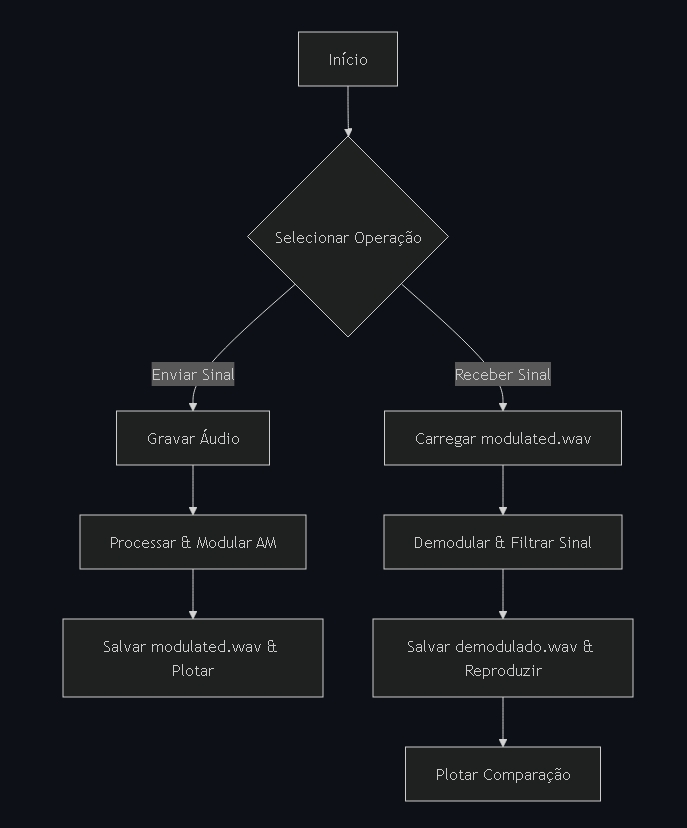 Início
Selecionar Operação
Enviar Sinal
Receber Sinal
Gravar Áudio
Carregar modulated.wav
Processar & Modular AM
Demodular & Filtrar Sinal
Salvar modulated.wav &
Plotar
Salvar demodulado.wav &
Reproduzir
Plotar Comparação